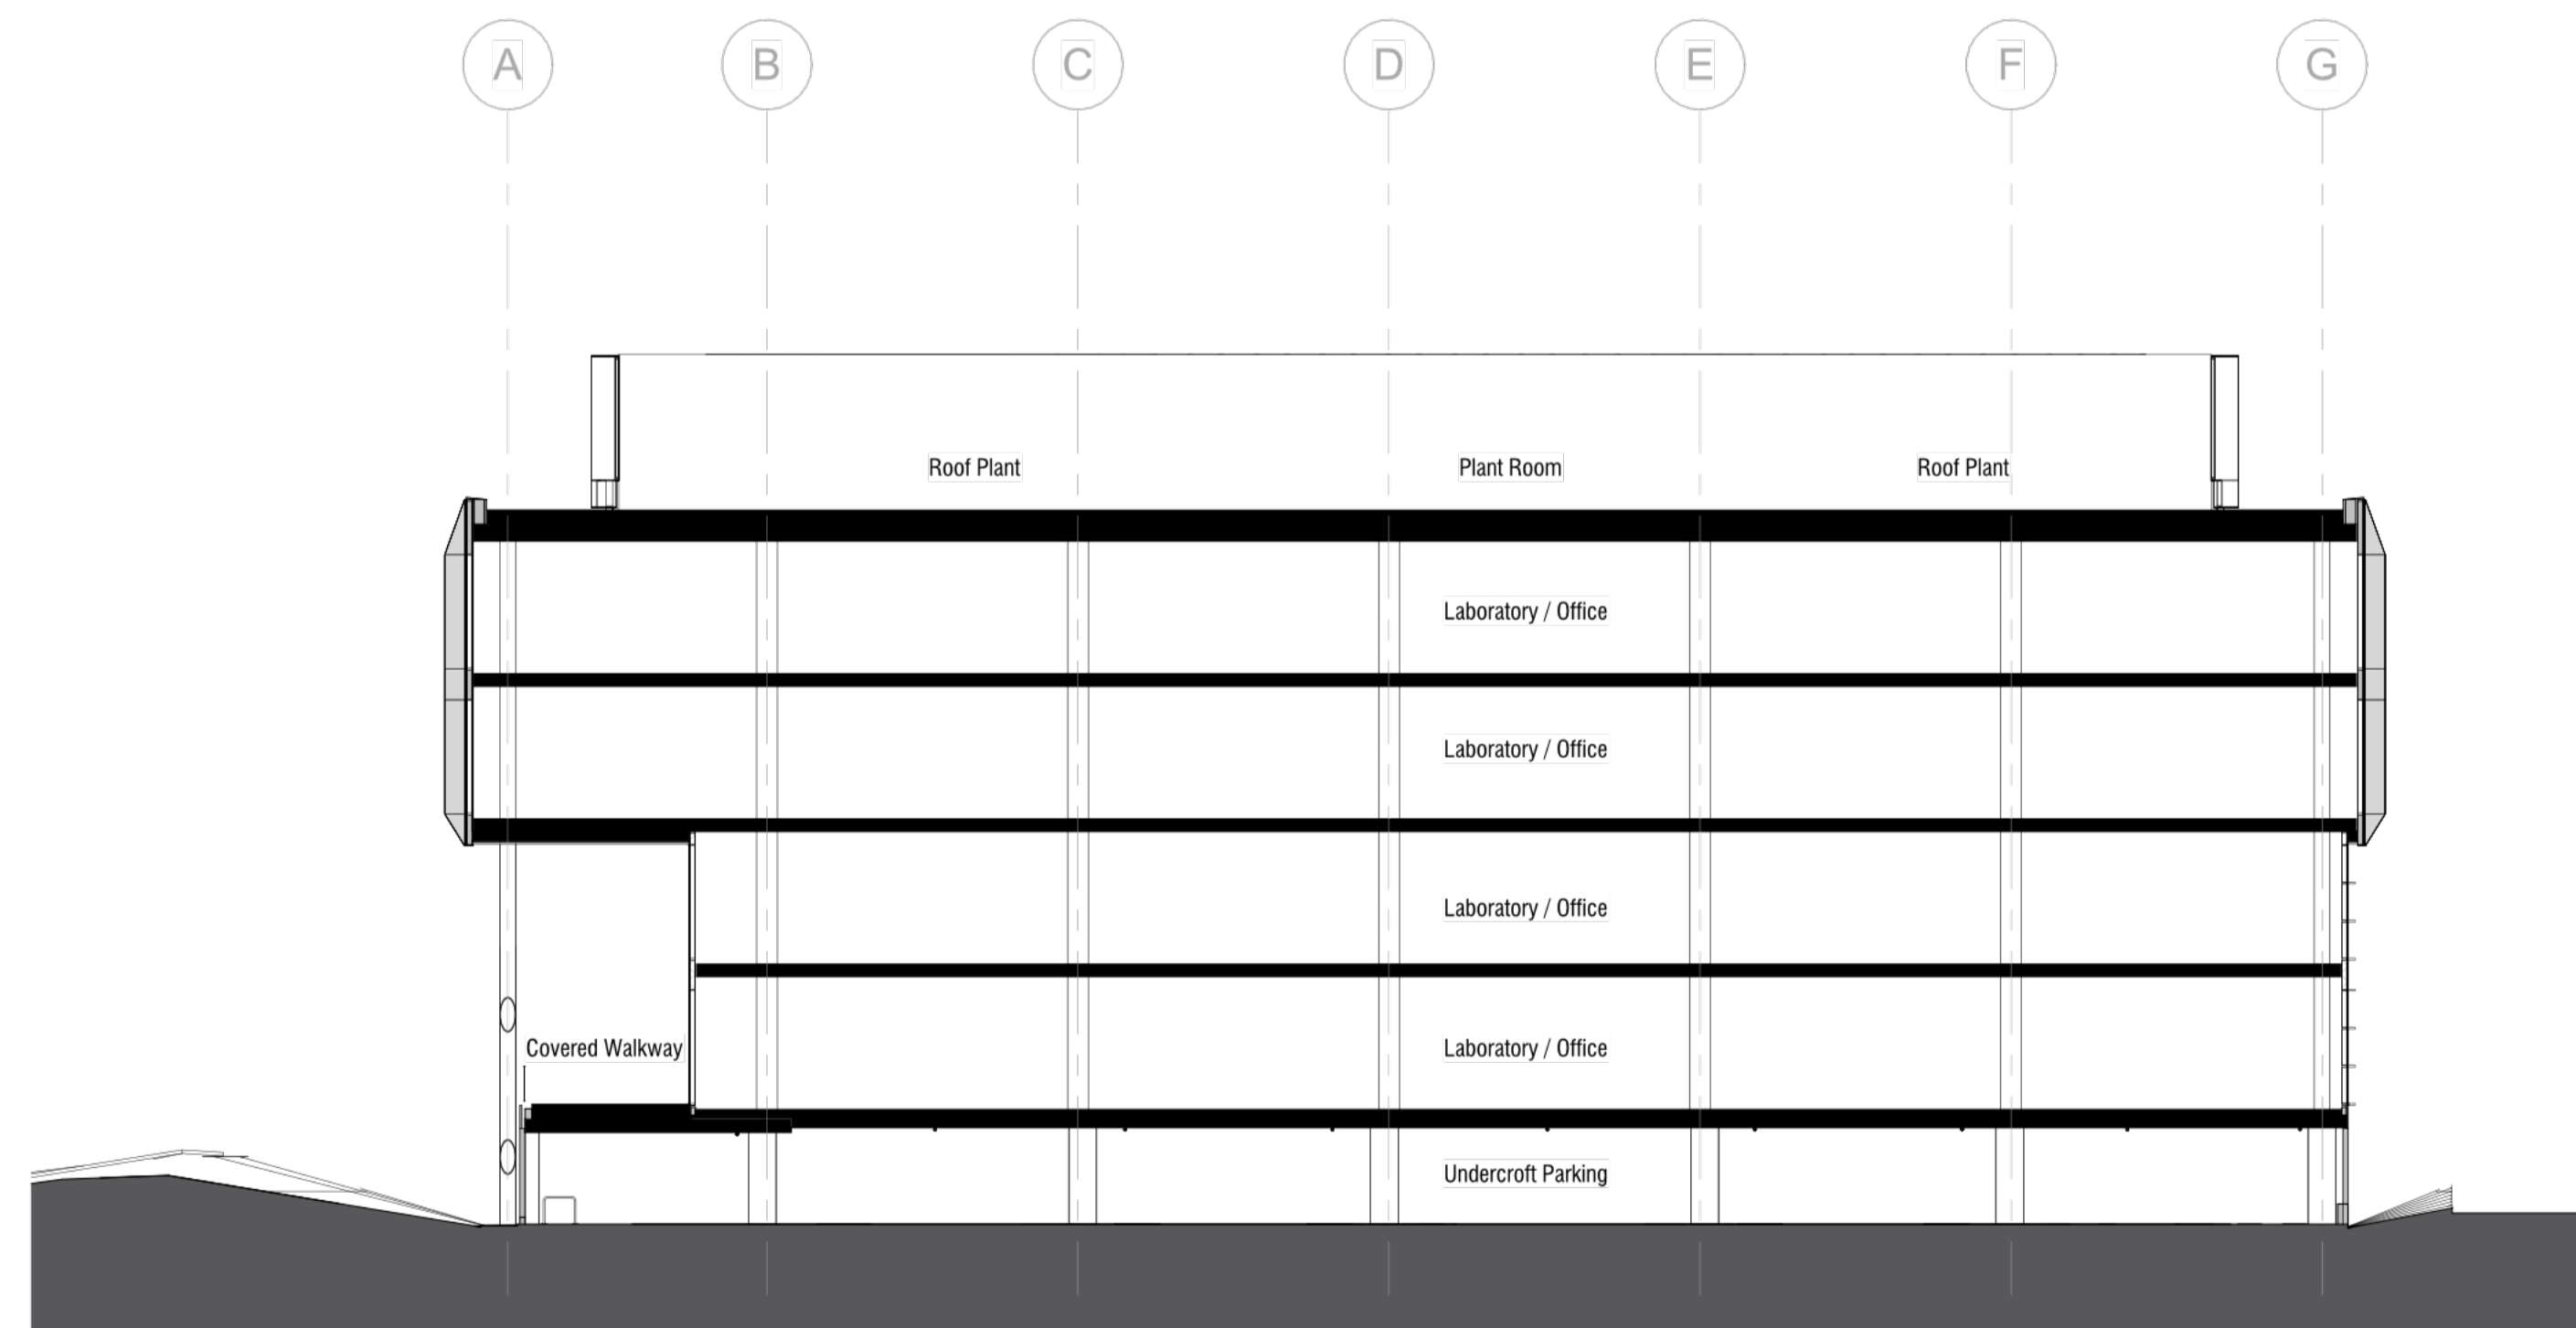 A B C D E F G
Roof Plant Plant Room Roof Plant
Laboratory / Office
Laboratory / Office
Laboratory / Office
Covered Walkway Laboratory / Office
Undercroft Parking